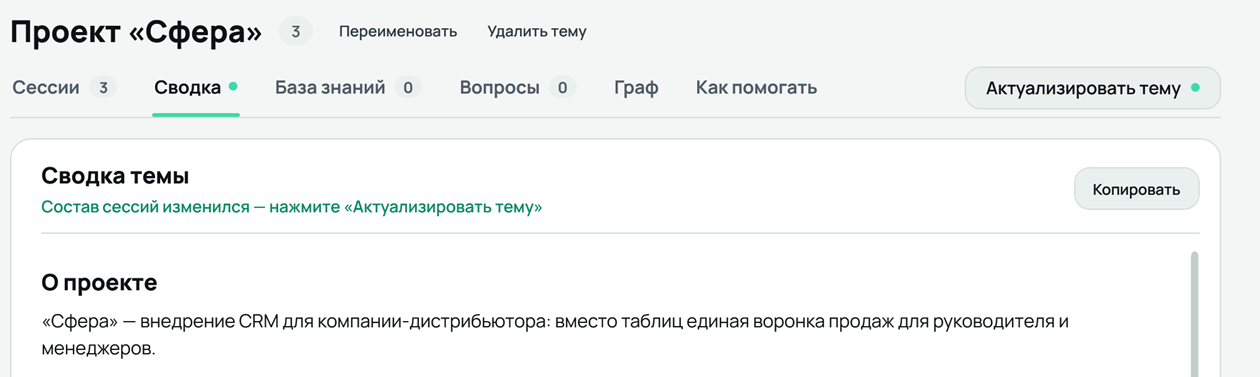 Проект «Сфера» 3 Переименовать Удалить тему
Сессии 3 Сводка База знаний 0 Вопросы 0 Граф Как помогать Актуализировать тему
Сводка темы
Копировать
Состав сессий изменился — нажмите «Актуализировать тему»
О проекте
«Сфера» — внедрение CRM для компании-дистрибьютора: вместо таблиц единая воронка продаж для руководителя и
менеджеров.